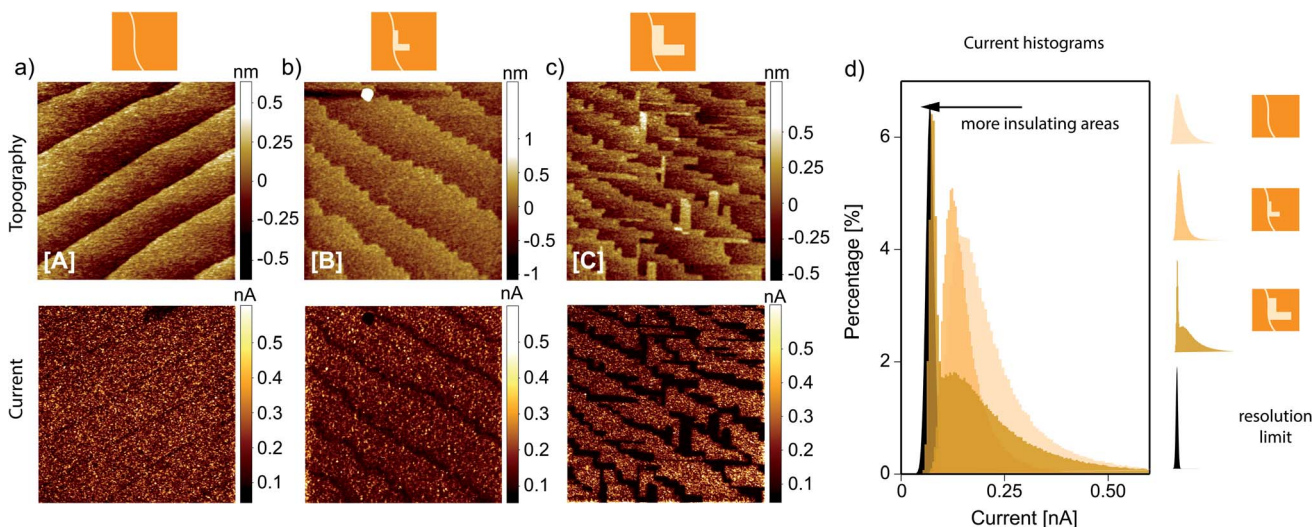 a)
b)
c)
d)
Topography
nm
0.5
0.25
0
-0.25
-0.5
[A]
nm
1
0.5
0
-0.5
-1
[B]
nm
0.5
0.25
0
-0.25
-0.5
[C]
Current
nA
0.5
0.4
0.3
0.2
0.1
nA
0.5
0.4
0.3
0.2
0.1
nA
0.5
0.4
0.3
0.2
0.1
Current histograms
more insulating areas
Percentage [%]
6
4
2
0
0
0.25
0.50
Current [nA]
resolution
limit